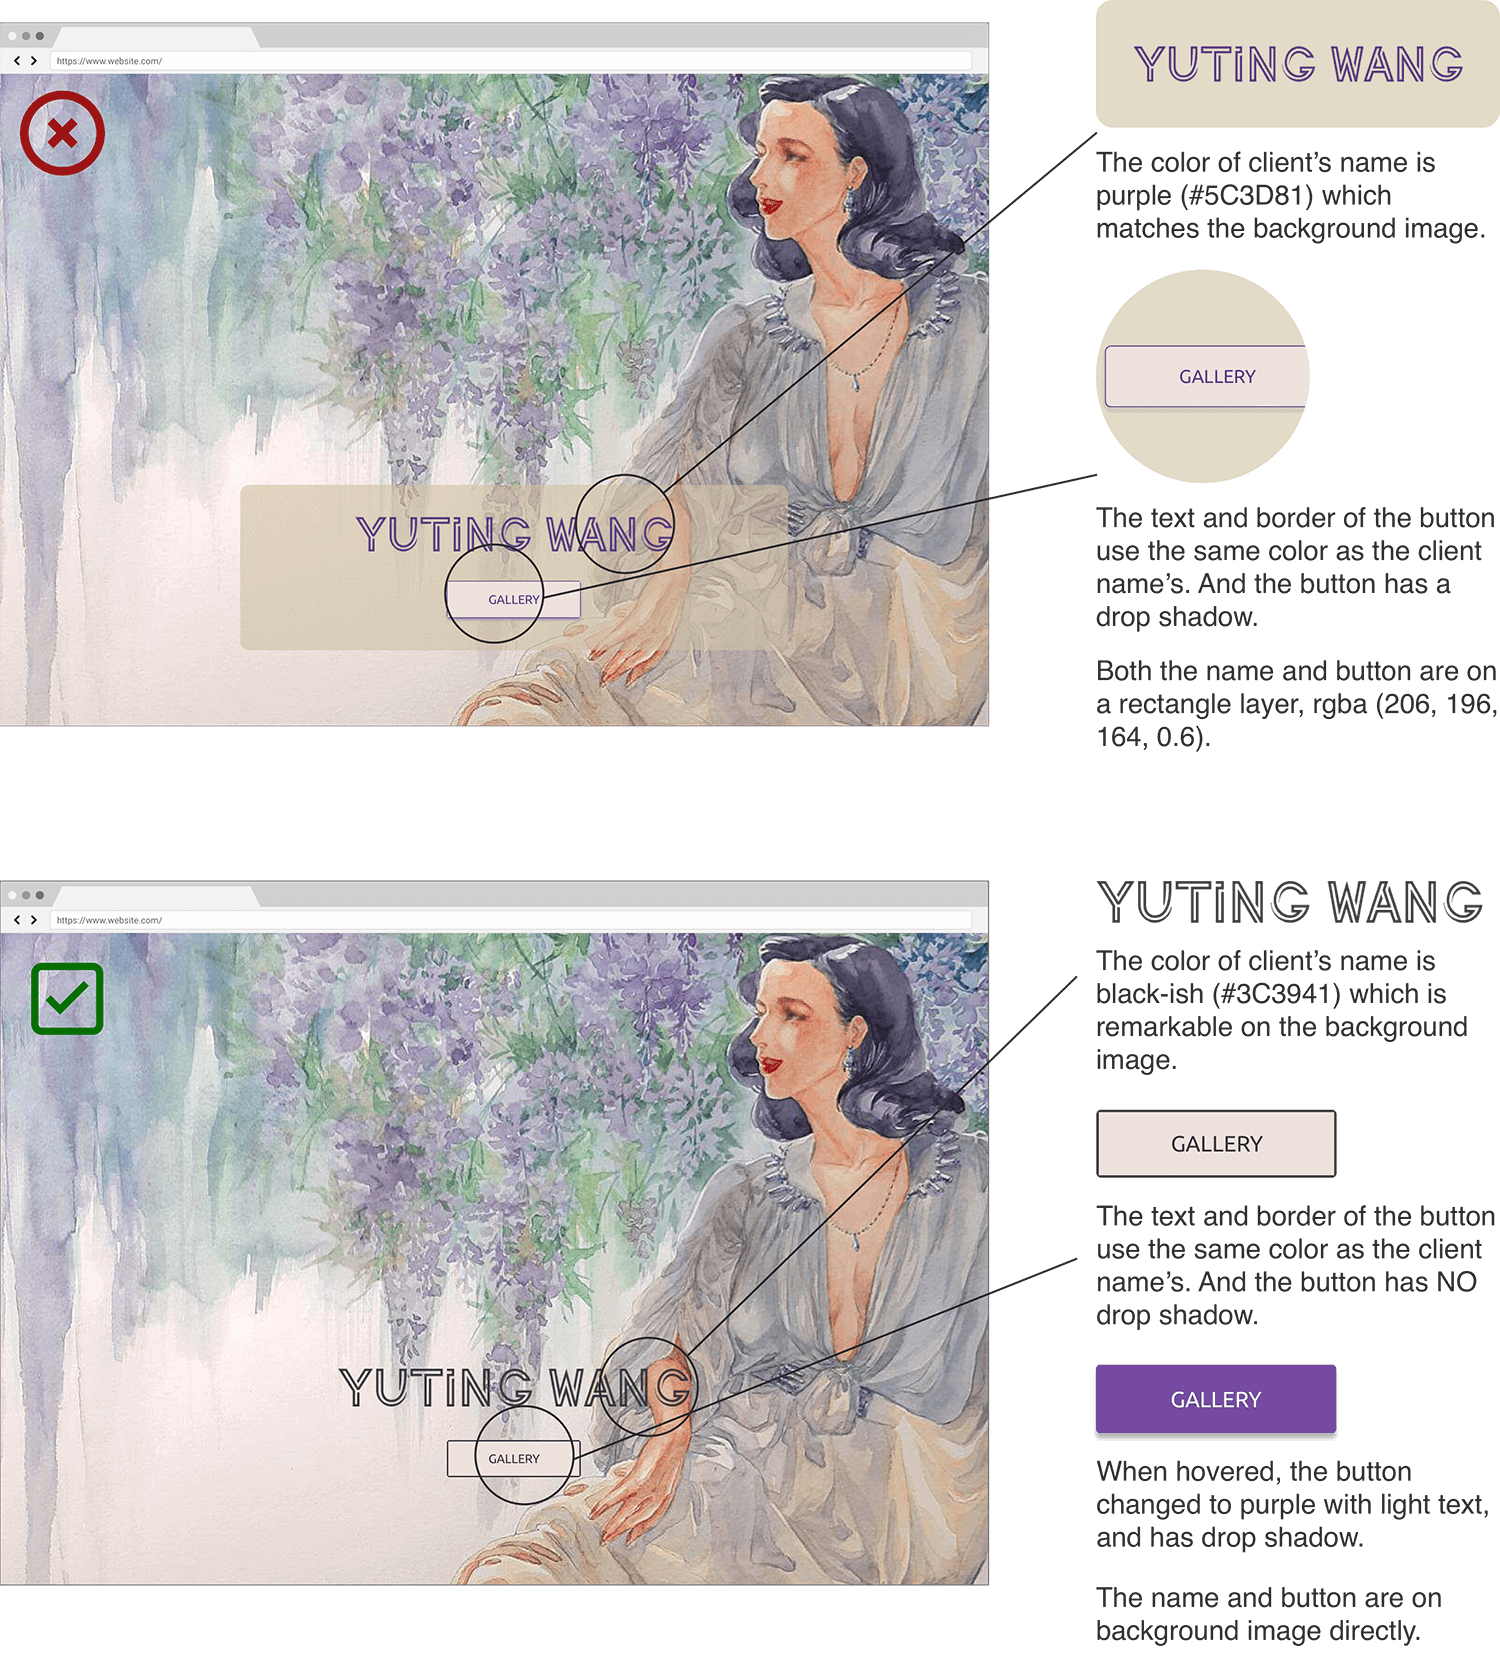 https://www.website.com/
YUTiNG WANG
GALLERY
YUTiNG WANG
The color of client’s name is
purple (#5C3D81) which
matches the background image.
GALLERY
The text and border of the button
use the same color as the client
name’s. And the button has a
drop shadow.
Both the name and button are on
a rectangle layer, rgba (206, 196,
164, 0.6).
https://www.website.com/
YUTiNG WANG
GALLERY
YUTiNG WANG
The color of client’s name is
black-ish (#3C3941) which is
remarkable on the background
image.
GALLERY
The text and border of the button
use the same color as the client
name’s. And the button has NO
drop shadow.
GALLERY
When hovered, the button
changed to purple with light text,
and has drop shadow.
The name and button are on
background image directly.